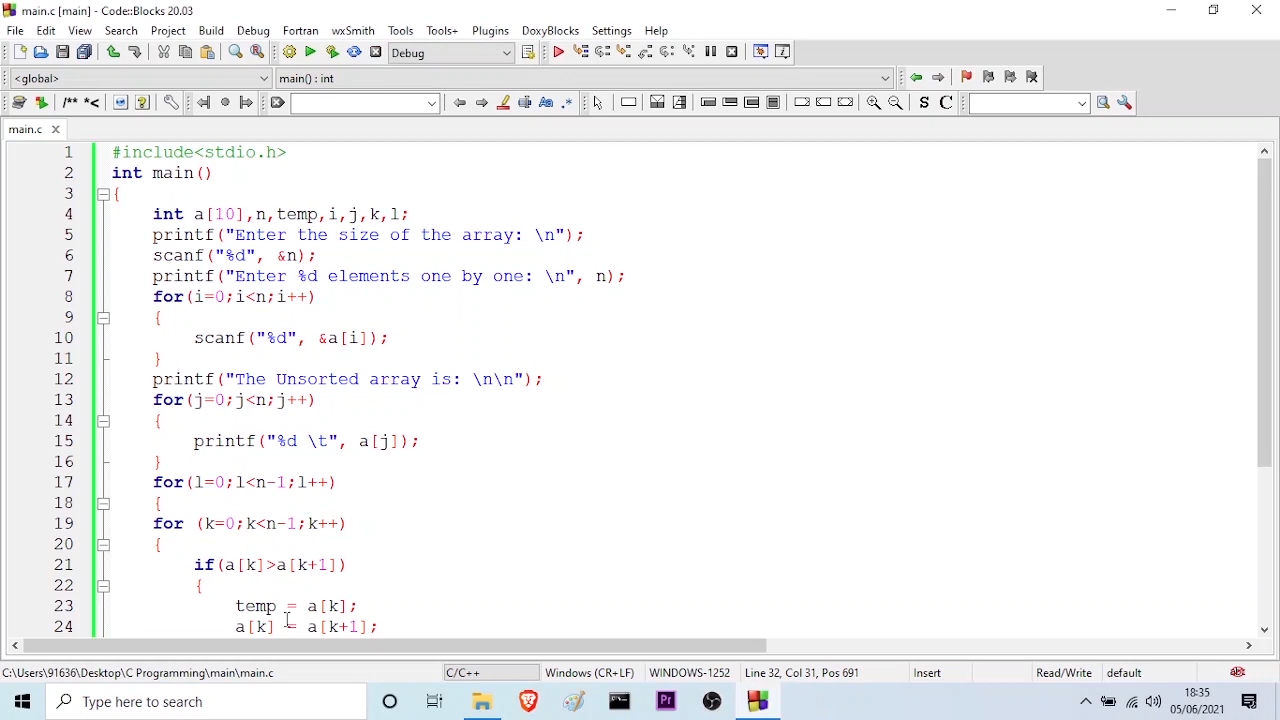 main.c [main] - Code::Blocks 20.03
File Edit View Search Project Build Debug Fortran wxSmith Tools Tools+ Plugins DoxyBlocks Settings Help
Debug
<global> main() : int
/** *<
S C
main.c
1 #include<stdio.h>
2 int main()
3 {
4 int a[10],n,temp,i,j,k,l;
5 printf("Enter the size of the array: \n");
6 scanf("%d", &n);
7 printf("Enter %d elements one by one: \n", n);
8 for(i=0;i<n;i++)
9 {
10 scanf("%d", &a[i]);
11 }
12 printf("The Unsorted array is: \n\n");
13 for(j=0;j<n;j++)
14 {
15 printf("%d \t", a[j]);
16 }
17 for(l=0;l<n-1;l++)
18 {
19 for (k=0;k<n-1;k++)
20 {
21 if(a[k]>a[k+1])
22 {
23 temp = a[k];
24 a[k] = a[k+1];
C:\Users\91636\Desktop\C Programming\main\main.c C/C++ Windows (CR+LF) WINDOWS-1252 Line 32, Col 31, Pos 691 Insert Read/Write default
Type here to search Pr 18:35
05/06/2021